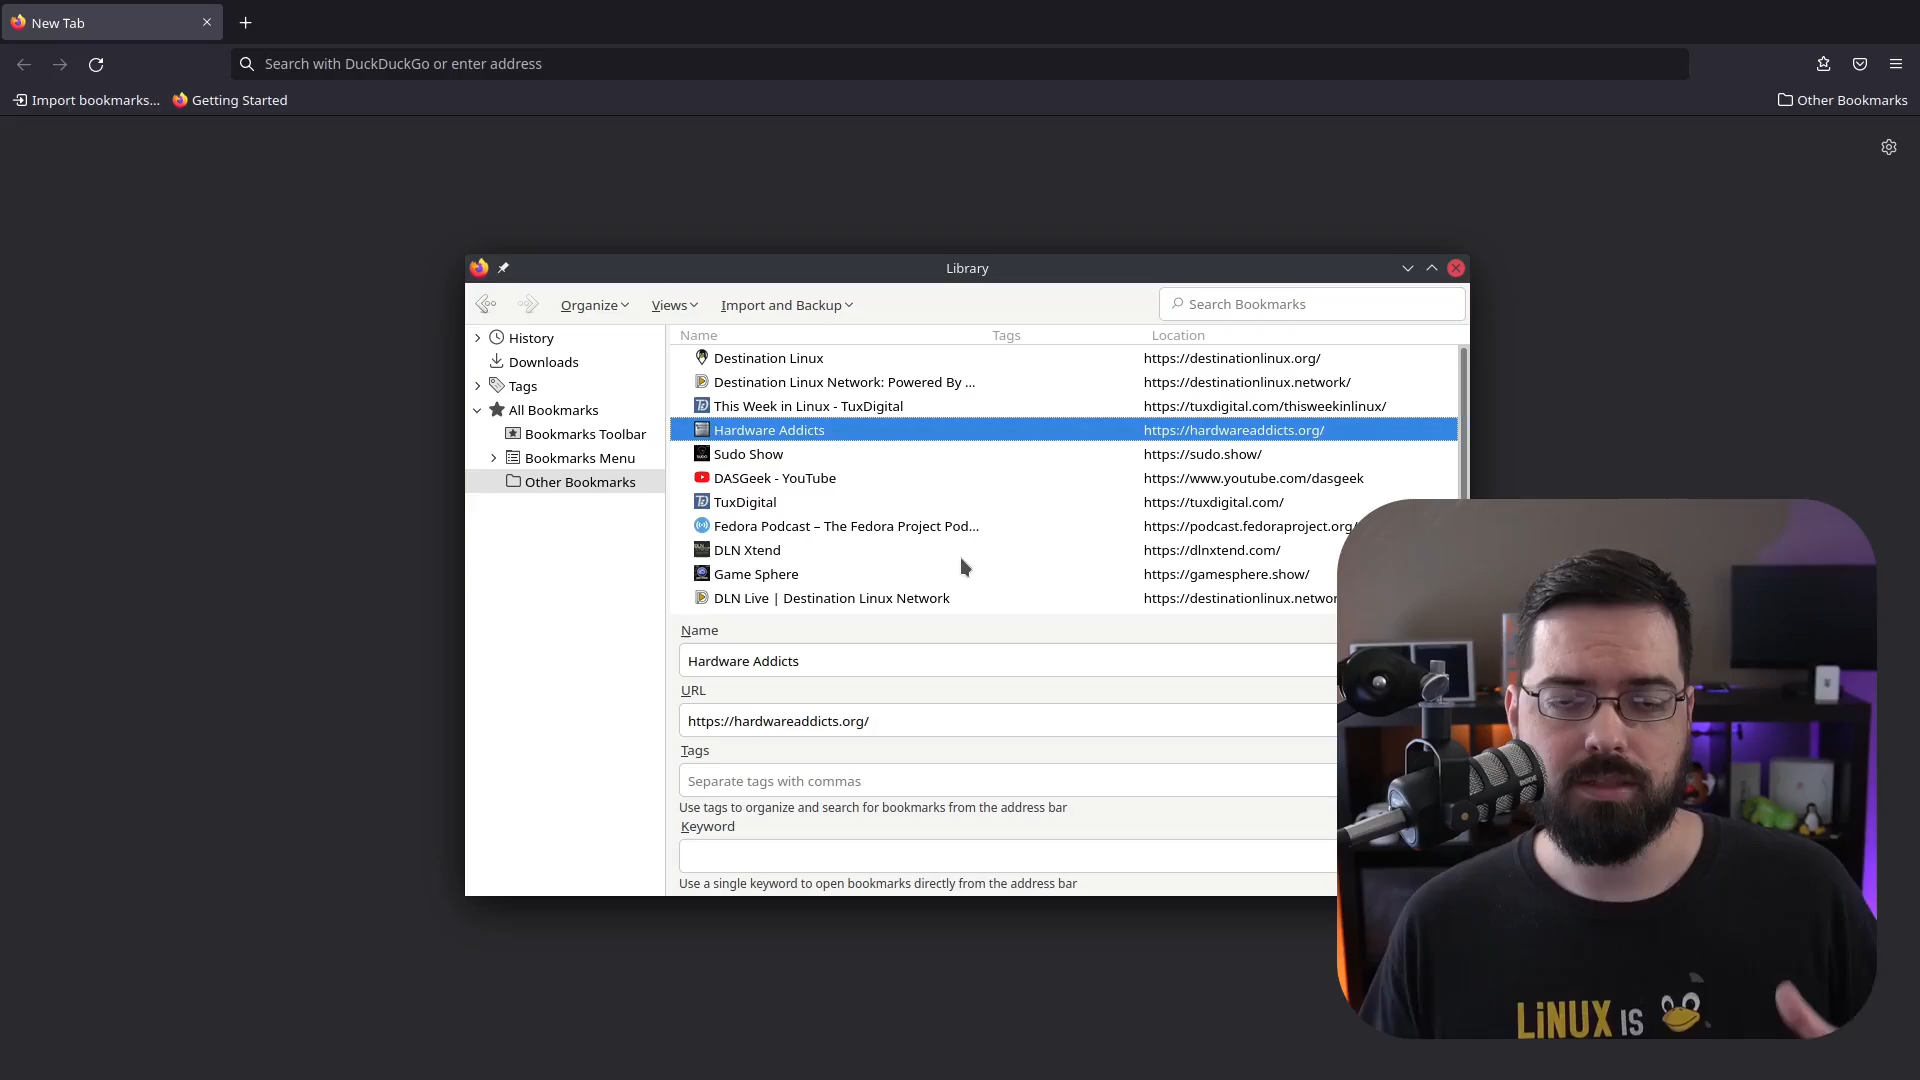 New Tab
Search with DuckDuckGo or enter address
Import bookmarks...
Getting Started
Other Bookmarks
Library
Organize
Views
Import and Backup
Search Bookmarks
History
Downloads
Tags
All Bookmarks
Bookmarks Toolbar
Bookmarks Menu
Other Bookmarks
Name Tags Location
Destination Linux https://destinationlinux.org/
Destination Linux Network: Powered By ... https://destinationlinux.network/
This Week in Linux - TuxDigital https://tuxdigital.com/thisweekinlinux/
Hardware Addicts https://hardwareaddicts.org/
Sudo Show https://sudo.show/
DASGeek - YouTube https://www.youtube.com/dasgeek
TuxDigital https://tuxdigital.com/
Fedora Podcast – The Fedora Project Pod... https://podcast.fedoraproject.org/
DLN Xtend https://dlnxtend.com/
Game Sphere https://gamesphere.show/
DLN Live | Destination Linux Network https://destinationlinux.networ
Name
Hardware Addicts
URL
https://hardwareaddicts.org/
Tags
Separate tags with commas
Use tags to organize and search for bookmarks from the address bar
Keyword
Use a single keyword to open bookmarks directly from the address bar
RODE
LiNUX IS